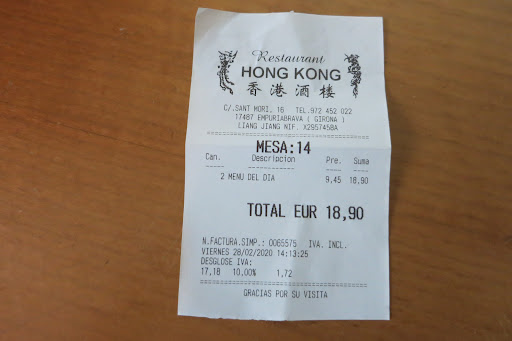 Restaurant
HONG KONG
香港酒楼
C/.SANT MORI, 16 TEL.972 452 022
17487 EMPURIABRAVA ( GIRONA )
LIANG JIANG NIF. X2957458A
MESA:14
Can. Descripcion Pre. Suma
2 MENU DEL DIA 9,45 18,90
TOTAL EUR 18,90
N.FACTURA.SIMP.: 0065575 IVA. INCL.
VIERNES 28/02/2020 14:13:25
DESGLOSE IVA:
17,18 10.00% 1,72
GRACIAS POR SU VISITA